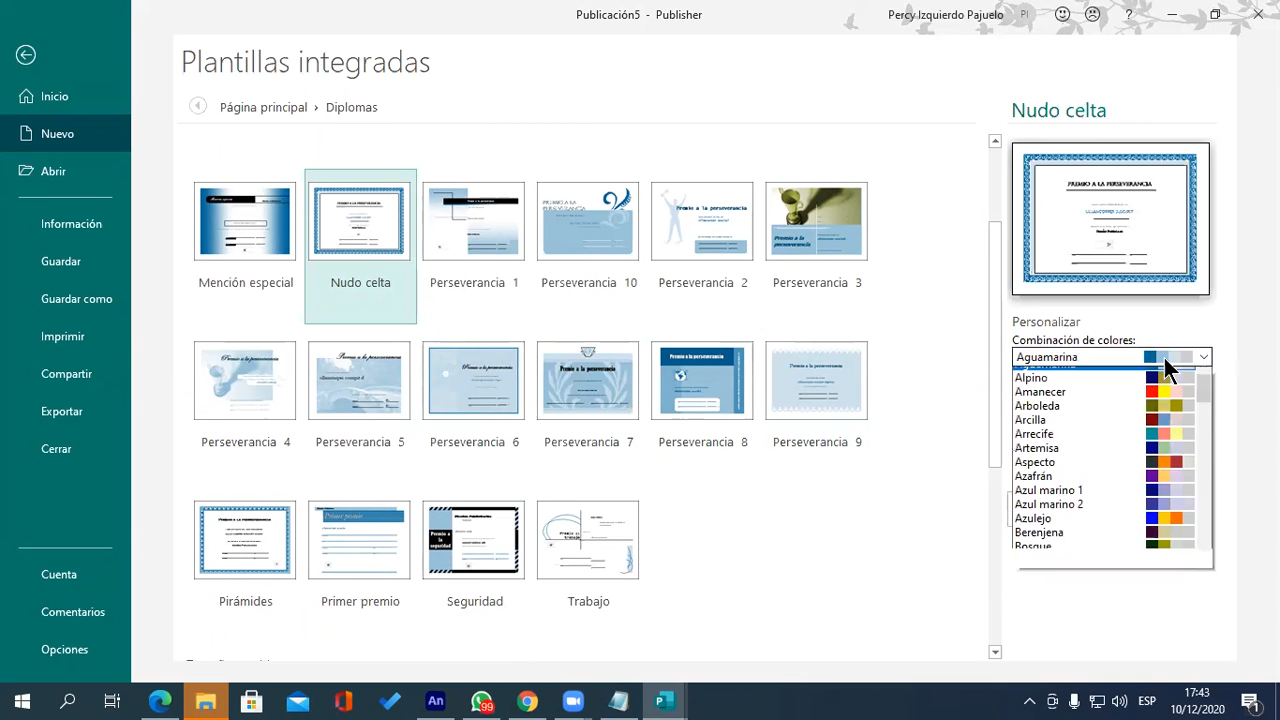 Publicación5 - Publisher
Percy Izquierdo Pajuelo
?
Inicio
Nuevo
Abrir
Información
Guardar
Guardar como
Imprimir
Compartir
Exportar
Cerrar
Cuenta
Comentarios
Opciones
Plantillas integradas
Página principal › Diplomas
Mención especial
Nudo celta
Perseverancia 1
Perseverancia 10
Perseverancia 2
Perseverancia 3
Perseverancia 4
Perseverancia 5
Perseverancia 6
Perseverancia 7
Perseverancia 8
Perseverancia 9
Pirámides
Primer premio
Seguridad
Trabajo
Nudo celta
PREMIO A LA PERSEVERANCIA
Personalizar
Combinación de colores:
Aguamarina
Alpino
Amanecer
Arboleda
Arcilla
Arrecife
Artemisa
Aspecto
Azafrán
Azul marino 1
Azul marino 2
Azulejo
Berenjena
Bosque
An
99
ESP
17:43
10/12/2020
1